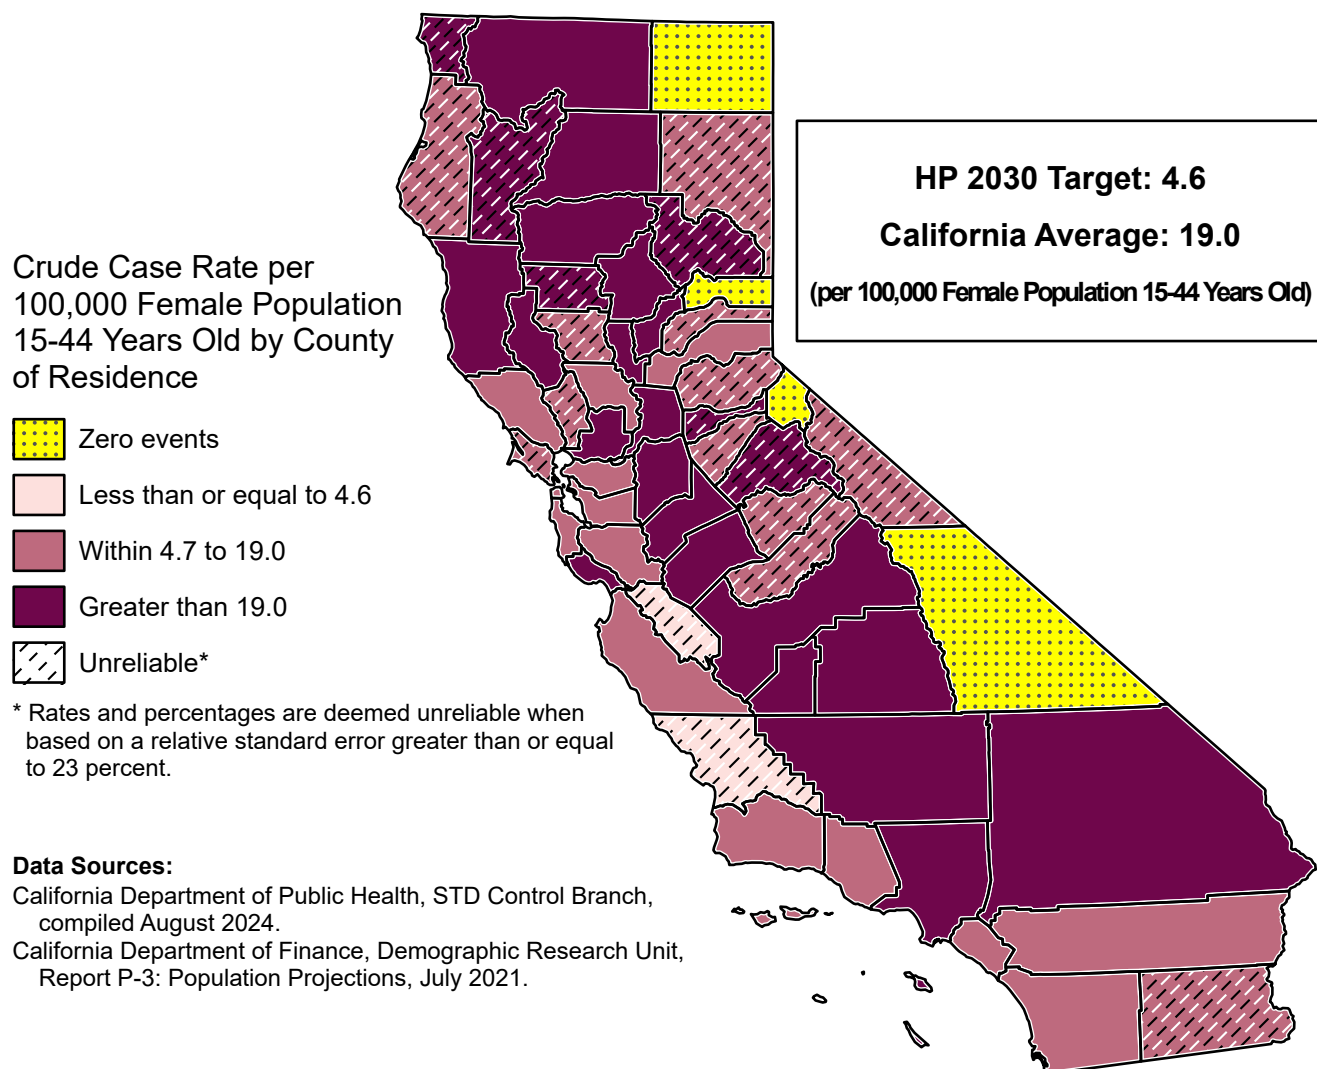 HP 2030 Target: 4.6
California Average: 19.0
(per 100,000 Female Population 15-44 Years Old)
Crude Case Rate per
100,000 Female Population
15-44 Years Old by County
of Residence
Zero events
Less than or equal to 4.6
Within 4.7 to 19.0
Greater than 19.0
Unreliable*
* Rates and percentages are deemed unreliable when
based on a relative standard error greater than or equal
to 23 percent.
Data Sources:
California Department of Public Health, STD Control Branch,
compiled August 2024.
California Department of Finance, Demographic Research Unit,
Report P-3: Population Projections, July 2021.